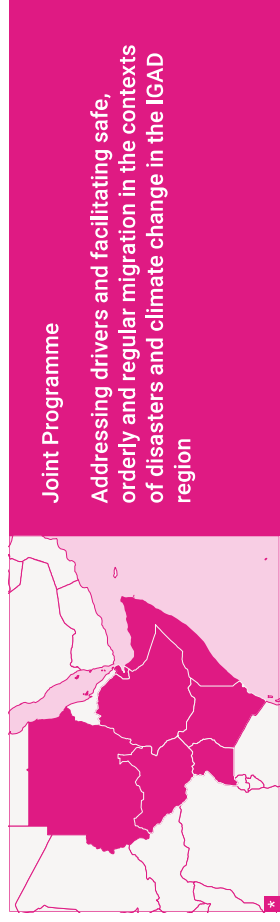 Joint Programme
Addressing drivers and facilitating safe,
orderly and regular migration in the contexts
of disasters and climate change in the IGAD
region
*